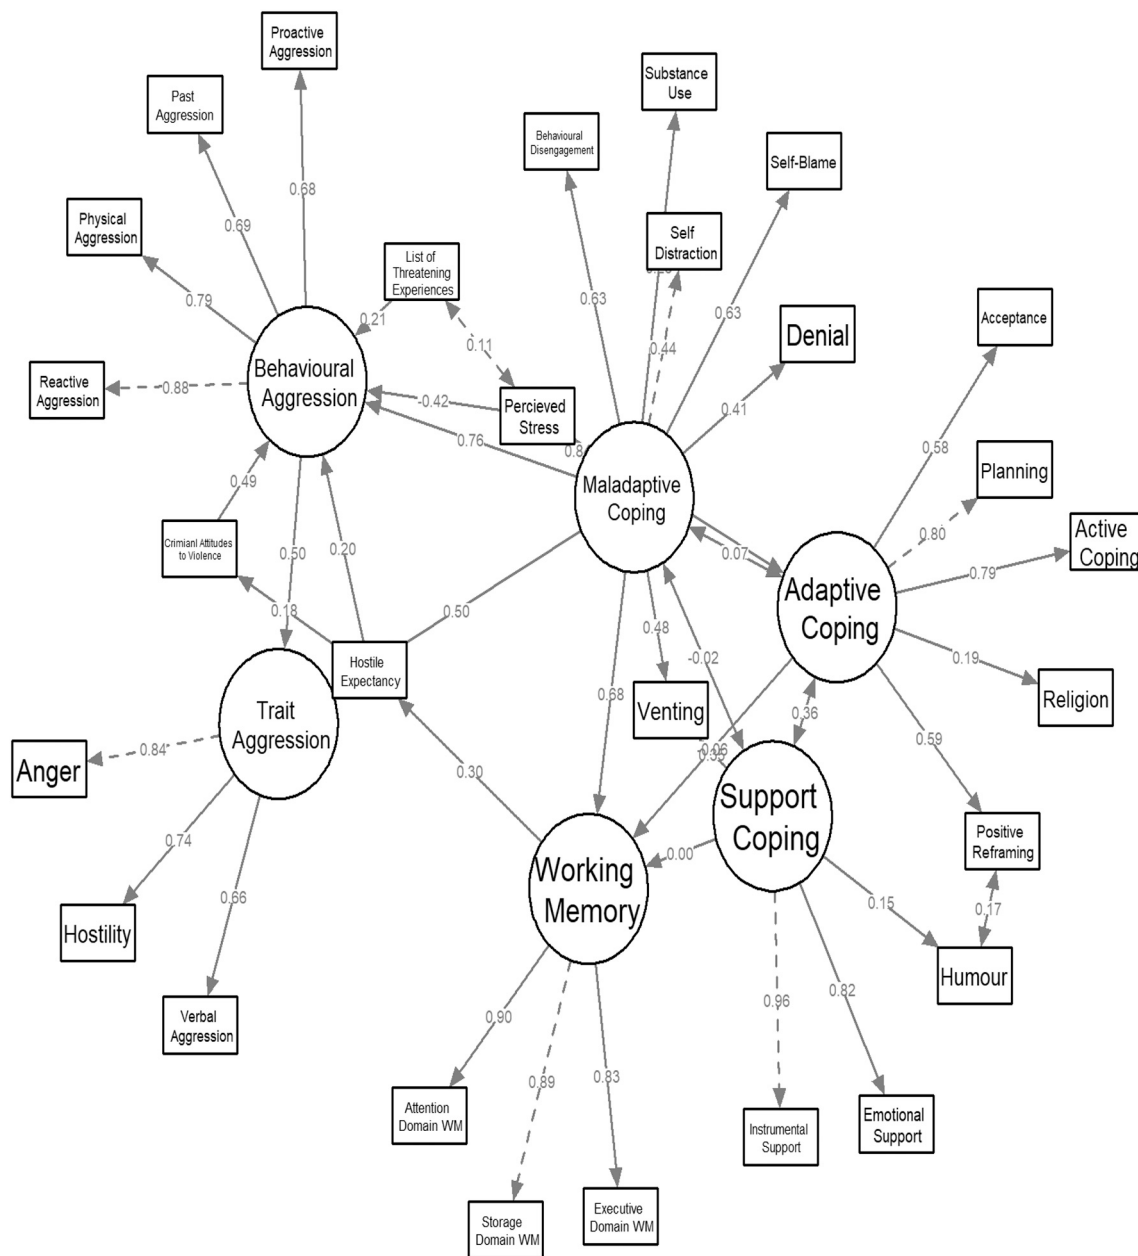 Proactive
Aggression
Past
Aggression
Substance
Use
Behavioural
Disengagement
Self-Blame
0.68
0.69
Physical
Aggression
Self
Distraction
List of
Threatening
Experiences
0.79
0.63
0.63
0.21
0.11
0.44
Denial
Acceptance
Behavioural
Aggression
Reactive
Aggression
0.88
-0.42
Percieved
Stress
0.41
0.76
0.58
Maladaptive
Coping
Planning
0.49
0.80
Active
Coping
Crimianl Attitudes
to Violence
0.50
0.20
0.07
0.79
Adaptive
Coping
0.18
0.50
0.48
-0.02
0.19
Hostile
Expectancy
0.68
Venting
Religion
Trait
Aggression
0.36
0.59
Anger
0.84
0.30
Support
Coping
0.74
Positive
Reframing
0.66
0.00
Working
Memory
0.15
0.17
Hostility
Humour
0.96
0.82
Verbal
Aggression
0.90
0.89
0.83
Attention
Domain WM
Instrumental
Support
Emotional
Support
Storage
Domain WM
Executive
Domain WM